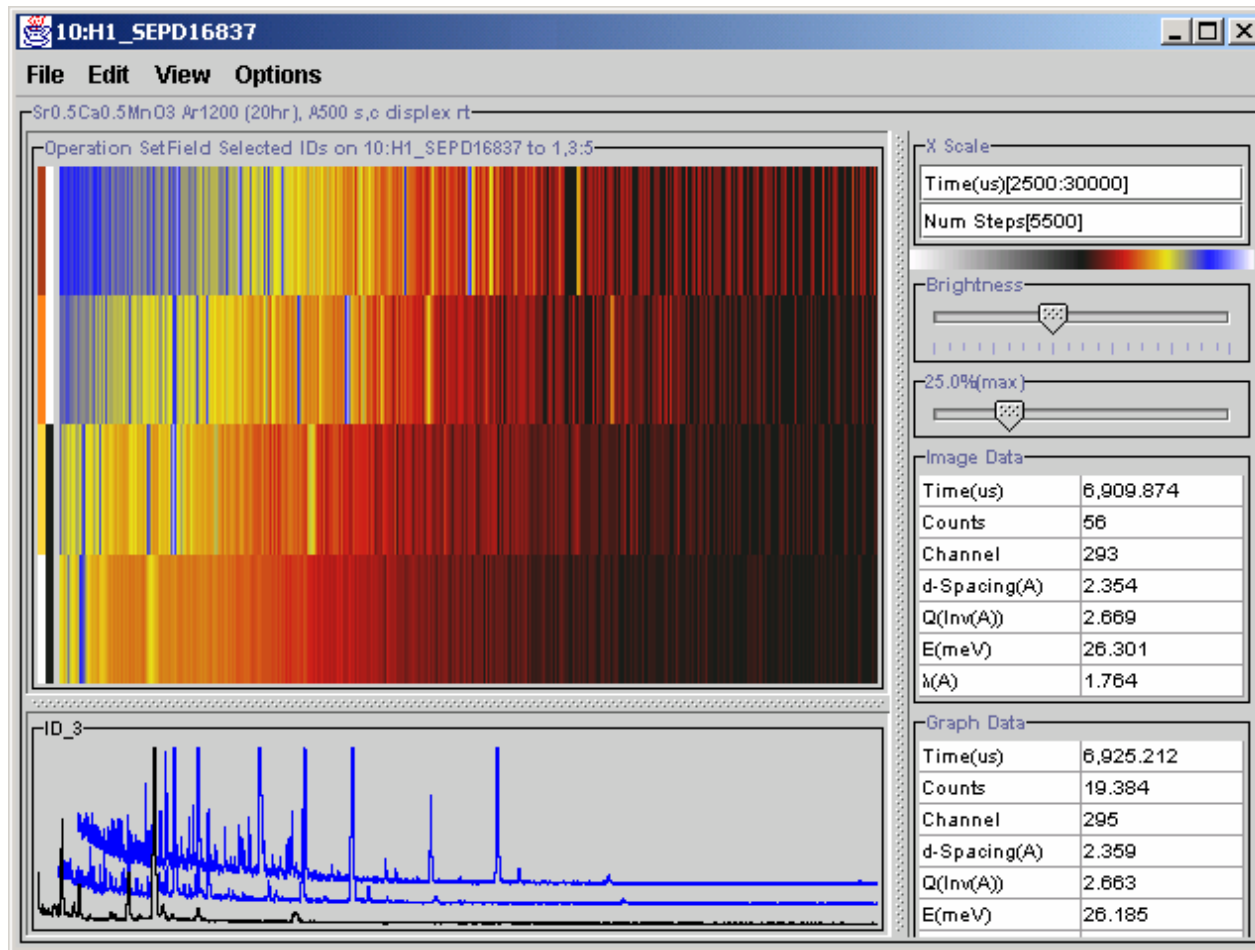 10:H1_SEPD16837
File Edit View Options
Sr0.5Ca0.5MnO3 Ar1200 (20hr), A500 s,c displex rt
Operation SetField Selected IDs on 10:H1_SEPD16837 to 1,3:5
X Scale
Time(us)[2500:30000]
Num Steps[5500]
Brightness
25.0%(max)
Image Data
Time(us) 6,909.874
Counts 56
Channel 293
d-Spacing(A) 2.354
Q(Inv(A)) 2.669
E(meV) 26.301
λ(A) 1.764
ID_3
Graph Data
Time(us) 6,925.212
Counts 19.384
Channel 295
d-Spacing(A) 2.359
Q(Inv(A)) 2.663
E(meV) 26.185